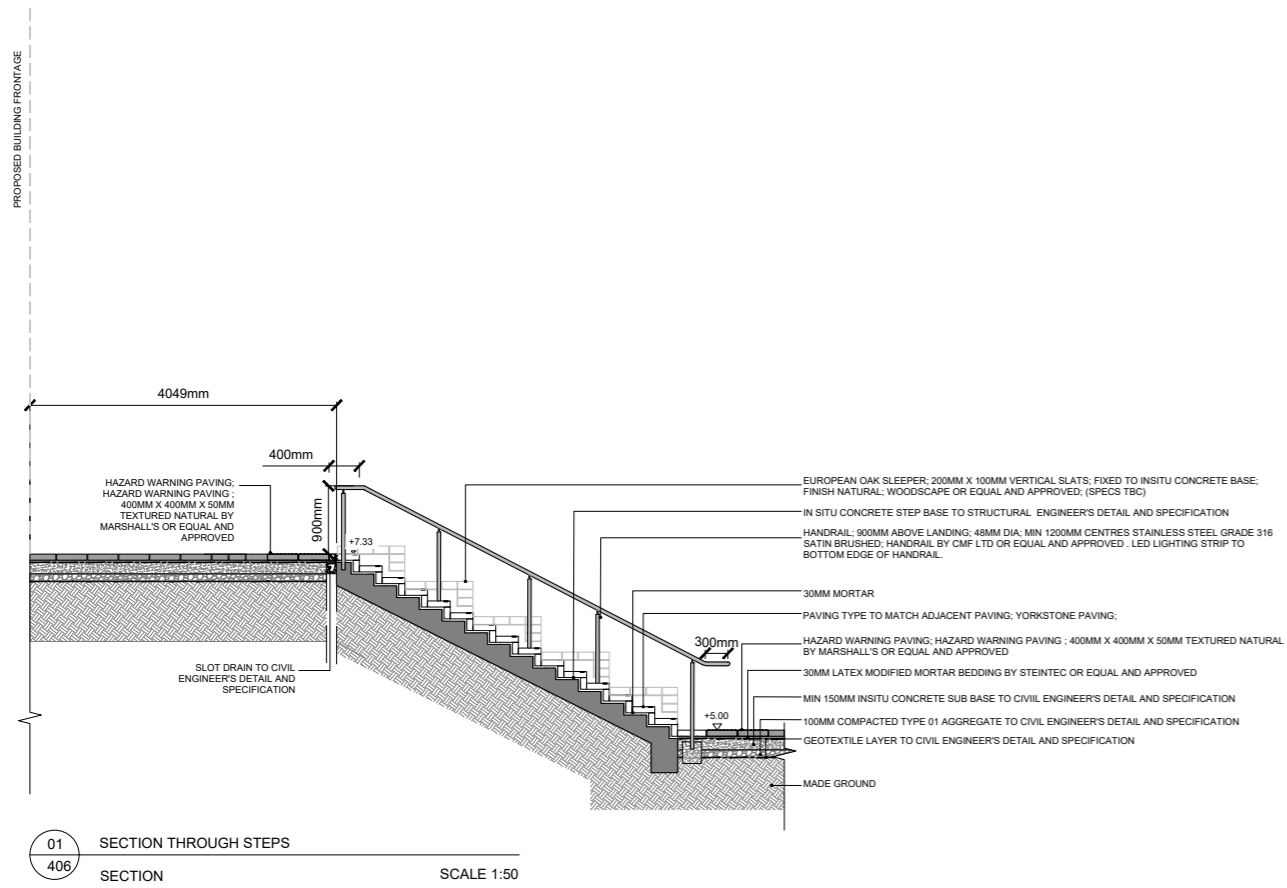 PROPOSED BUILDING FRONTAGE
4049mm
400mm
900mm
HAZARD WARNING PAVING;
HAZARD WARNING PAVING ;
400MM X 400MM X 50MM
TEXTURED NATURAL BY
MARSHALL'S OR EQUAL AND
APPROVED
+7.33
SLOT DRAIN TO CIVIL
ENGINEER'S DETAIL AND
SPECIFICATION
300mm
+5.00
EUROPEAN OAK SLEEPER; 200MM X 100MM VERTICAL SLATS; FIXED TO INSITU CONCRETE BASE;
FINISH NATURAL; WOODSCAPE OR EQUAL AND APPROVED; (SPECS TBC)
IN SITU CONCRETE STEP BASE TO STRUCTURAL ENGINEER'S DETAIL AND SPECIFICATION
HANDRAIL; 900MM ABOVE LANDING; 48MM DIA; MIN 1200MM CENTRES STAINLESS STEEL GRADE 316
SATIN BRUSHED; HANDRAIL BY CMF LTD OR EQUAL AND APPROVED . LED LIGHTING STRIP TO
BOTTOM EDGE OF HANDRAIL.
30MM MORTAR
PAVING TYPE TO MATCH ADJACENT PAVING; YORKSTONE PAVING;
HAZARD WARNING PAVING; HAZARD WARNING PAVING ; 400MM X 400MM X 50MM TEXTURED NATURAL
BY MARSHALL'S OR EQUAL AND APPROVED
30MM LATEX MODIFIED MORTAR BEDDING BY STEINTEC OR EQUAL AND APPROVED
MIN 150MM INSITU CONCRETE SUB BASE TO CIVIIL ENGINEER'S DETAIL AND SPECIFICATION
100MM COMPACTED TYPE 01 AGGREGATE TO CIVIL ENGINEER'S DETAIL AND SPECIFICATION
GEOTEXTILE LAYER TO CIVIL ENGINEER'S DETAIL AND SPECIFICATION
MADE GROUND
01
406
SECTION THROUGH STEPS
SECTION
SCALE 1:50